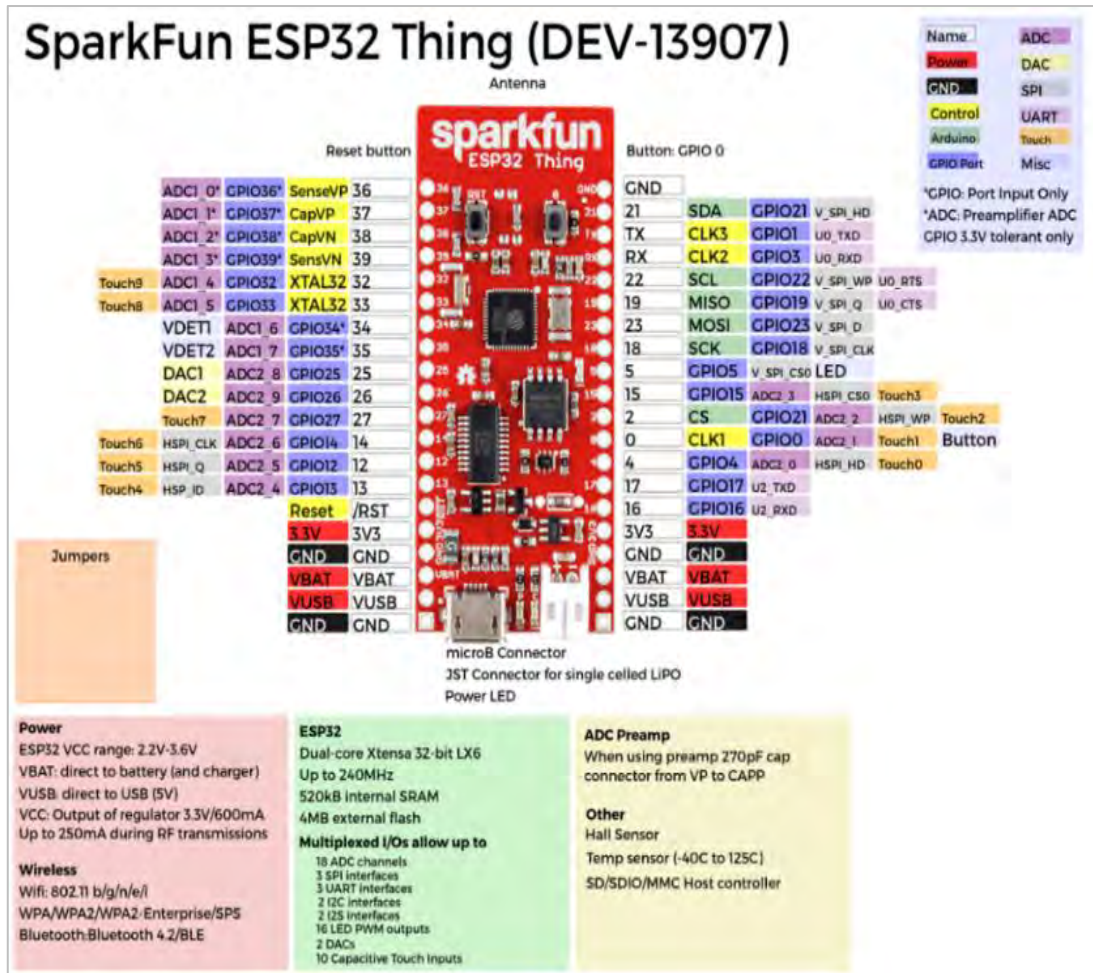 SparkFun ESP32 Thing (DEV-13907)
Name ADC
Power DAC
GND SPI
Control UART
Arduino Touch
GPIO Port Misc
*GPIO: Port Input Only
*ADC: Preamplifier ADC
GPIO 3.3V tolerant only
Antenna
Reset button
Button: GPIO 0
sparkfun
ESP32 Thing
ADC1_0* GPIO36* SenseVP 36
ADC1_1* GPIO37* CapVP 37
ADC1_2* GPIO38* CapVN 38
ADC1_3* GPIO39* SensVN 39
Touch9 ADC1_4 GPIO32 XTAL32 32
Touch8 ADC1_5 GPIO33 XTAL32 33
VDET1 ADC1_6 GPIO34* 34
VDET2 ADC1_7 GPIO35* 35
DAC1 ADC2_8 GPIO25 25
DAC2 ADC2_9 GPIO26 26
Touch7 ADC2_7 GPIO27 27
Touch6 HSPI_CLK ADC2_6 GPIO14 14
Touch5 HSPI_Q ADC2_5 GPIO12 12
Touch4 HSP_ID ADC2_4 GPIO13 13
Reset /RST
3.3V 3V3
GND GND
VBAT VBAT
VUSB VUSB
GND GND
GND
21 SDA GPIO21 V_SPI_HD
TX CLK3 GPIO1 U0_TXD
RX CLK2 GPIO3 U0_RXD
22 SCL GPIO22 V_SPI_WP U0_RTS
19 MISO GPIO19 V_SPI_Q U0_CTS
23 MOSI GPIO23 V_SPI_D
18 SCK GPIO18 V_SPI_CLK
5 GPIO5 V_SPI_CS0 LED
15 GPIO15 ADC2_3 HSPI_CS0 Touch3
2 CS GPIO21 ADC2_2 HSPI_WP Touch2
0 CLK1 GPIO0 ADC2_1 Touch1 Button
4 GPIO4 ADC2_0 HSPI_HD Touch0
17 GPIO17 U2_TXD
16 GPIO16 U2_RXD
3V3 3.3V
GND GND
VBAT VBAT
VUSB VUSB
GND GND
Jumpers
microB Connector
JST Connector for single celled LiPO
Power LED
Power
ESP32 VCC range: 2.2V-3.6V
VBAT: direct to battery (and charger)
VUSB: direct to USB (5V)
VCC: Output of regulator 3.3V/600mA
Up to 250mA during RF transmissions
Wireless
Wifi: 802.11 b/g/n/e/i
WPA/WPA2/WPA2-Enterprise/SPS
Bluetooth:Bluetooth 4.2/BLE
ESP32
Dual-core Xtensa 32-bit LX6
Up to 240MHz
520kB internal SRAM
4MB external flash
Multiplexed I/Os allow up to
18 ADC channels
3 SPI interfaces
3 UART interfaces
2 I2C interfaces
2 I2S interfaces
16 LED PWM outputs
2 DACs
10 Capacitive Touch Inputs
ADC Preamp
When using preamp 270pF cap
connector from VP to CAPP
Other
Hall Sensor
Temp sensor (-40C to 125C)
SD/SDIO/MMC Host controller